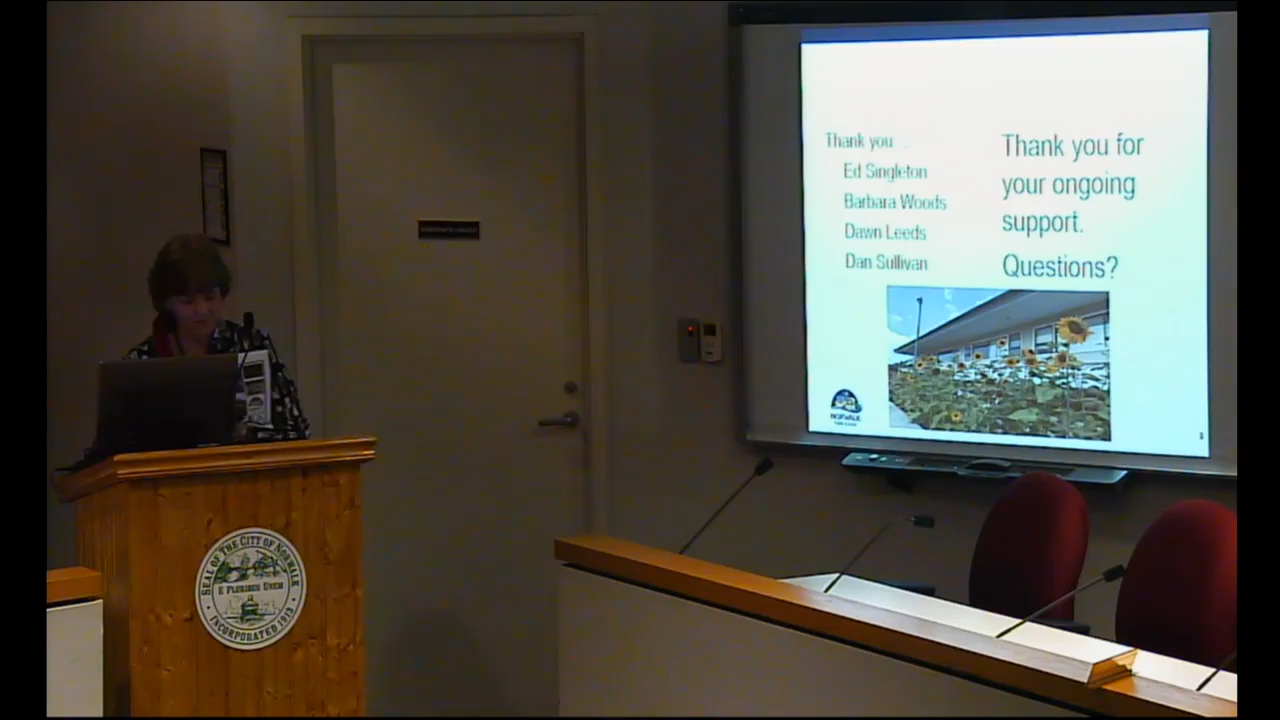 Thank you
Ed Singleton
Barbara Woods
Dawn Leeds
Dan Sullivan
Thank you for
your ongoing
support.
Questions?
NORWALK
SEAL OF THE CITY OF NORWALK
E PLURIBUS UNUM
INCORPORATED 1913